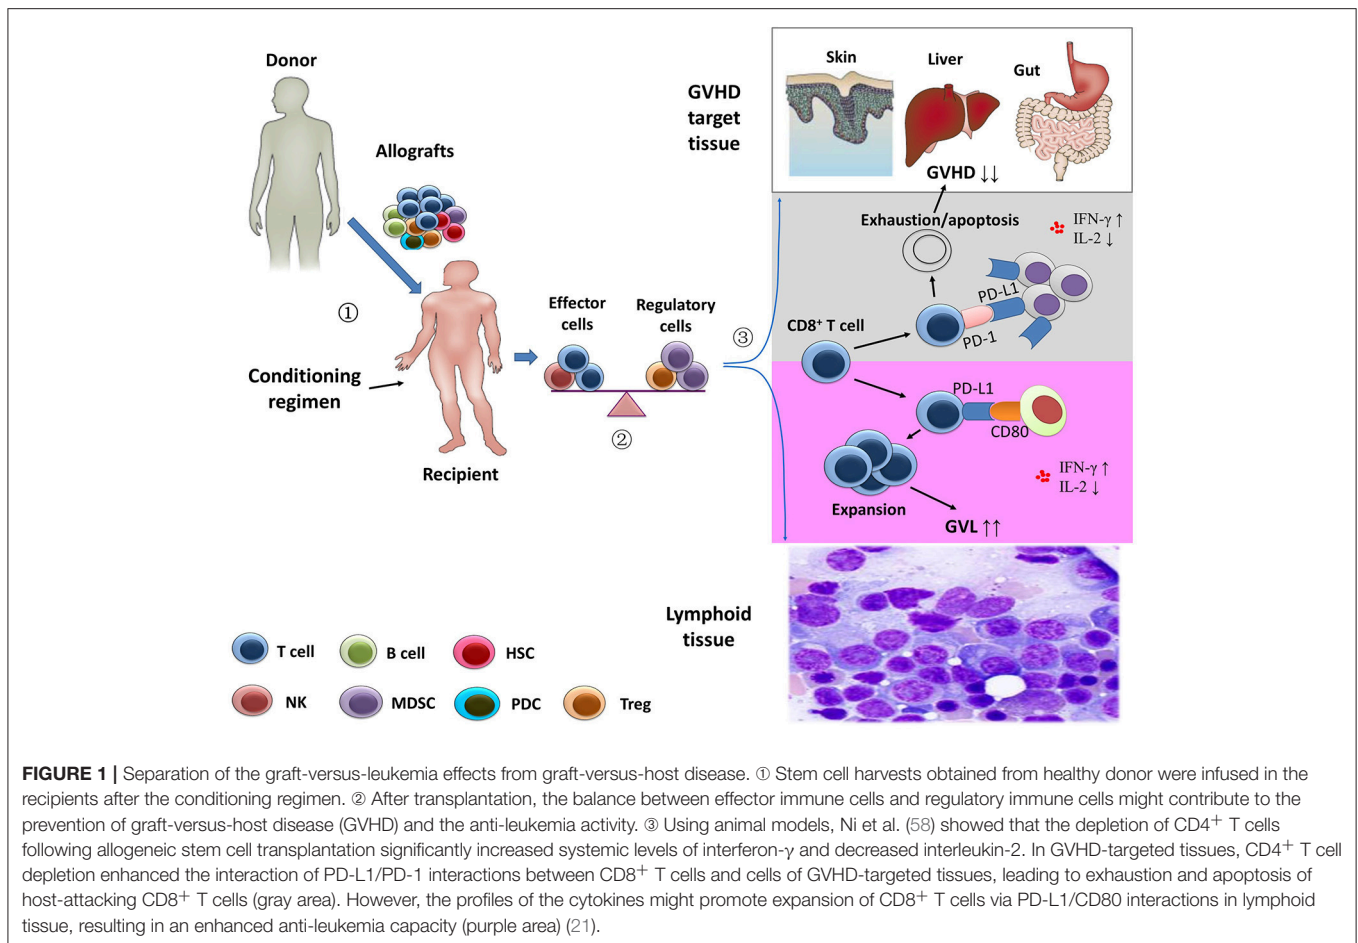 Donor
Allografts
①
Conditioning
regimen
Recipient
Effector
cells
Regulatory
cells
②
③
GVHD
target
tissue
Skin
Liver
Gut
GVHD ↓↓
Exhaustion/apoptosis
IFN-γ ↑
IL-2 ↓
PD-L1
PD-1
CD8⁺ T cell
PD-L1
CD80
IFN-γ ↑
IL-2 ↓
Expansion
GVL ↑↑
Lymphoid
tissue
T cell
B cell
HSC
NK
MDSC
PDC
Treg
FIGURE 1 | Separation of the graft-versus-leukemia effects from graft-versus-host disease. ① Stem cell harvests obtained from healthy donor were infused in the
recipients after the conditioning regimen. ② After transplantation, the balance between effector immune cells and regulatory immune cells might contribute to the
prevention of graft-versus-host disease (GVHD) and the anti-leukemia activity. ③ Using animal models, Ni et al. (58) showed that the depletion of CD4⁺ T cells
following allogeneic stem cell transplantation significantly increased systemic levels of interferon-γ and decreased interleukin-2. In GVHD-targeted tissues, CD4⁺ T cell
depletion enhanced the interaction of PD-L1/PD-1 interactions between CD8⁺ T cells and cells of GVHD-targeted tissues, leading to exhaustion and apoptosis of
host-attacking CD8⁺ T cells (gray area). However, the profiles of the cytokines might promote expansion of CD8⁺ T cells via PD-L1/CD80 interactions in lymphoid
tissue, resulting in an enhanced anti-leukemia capacity (purple area) (21).